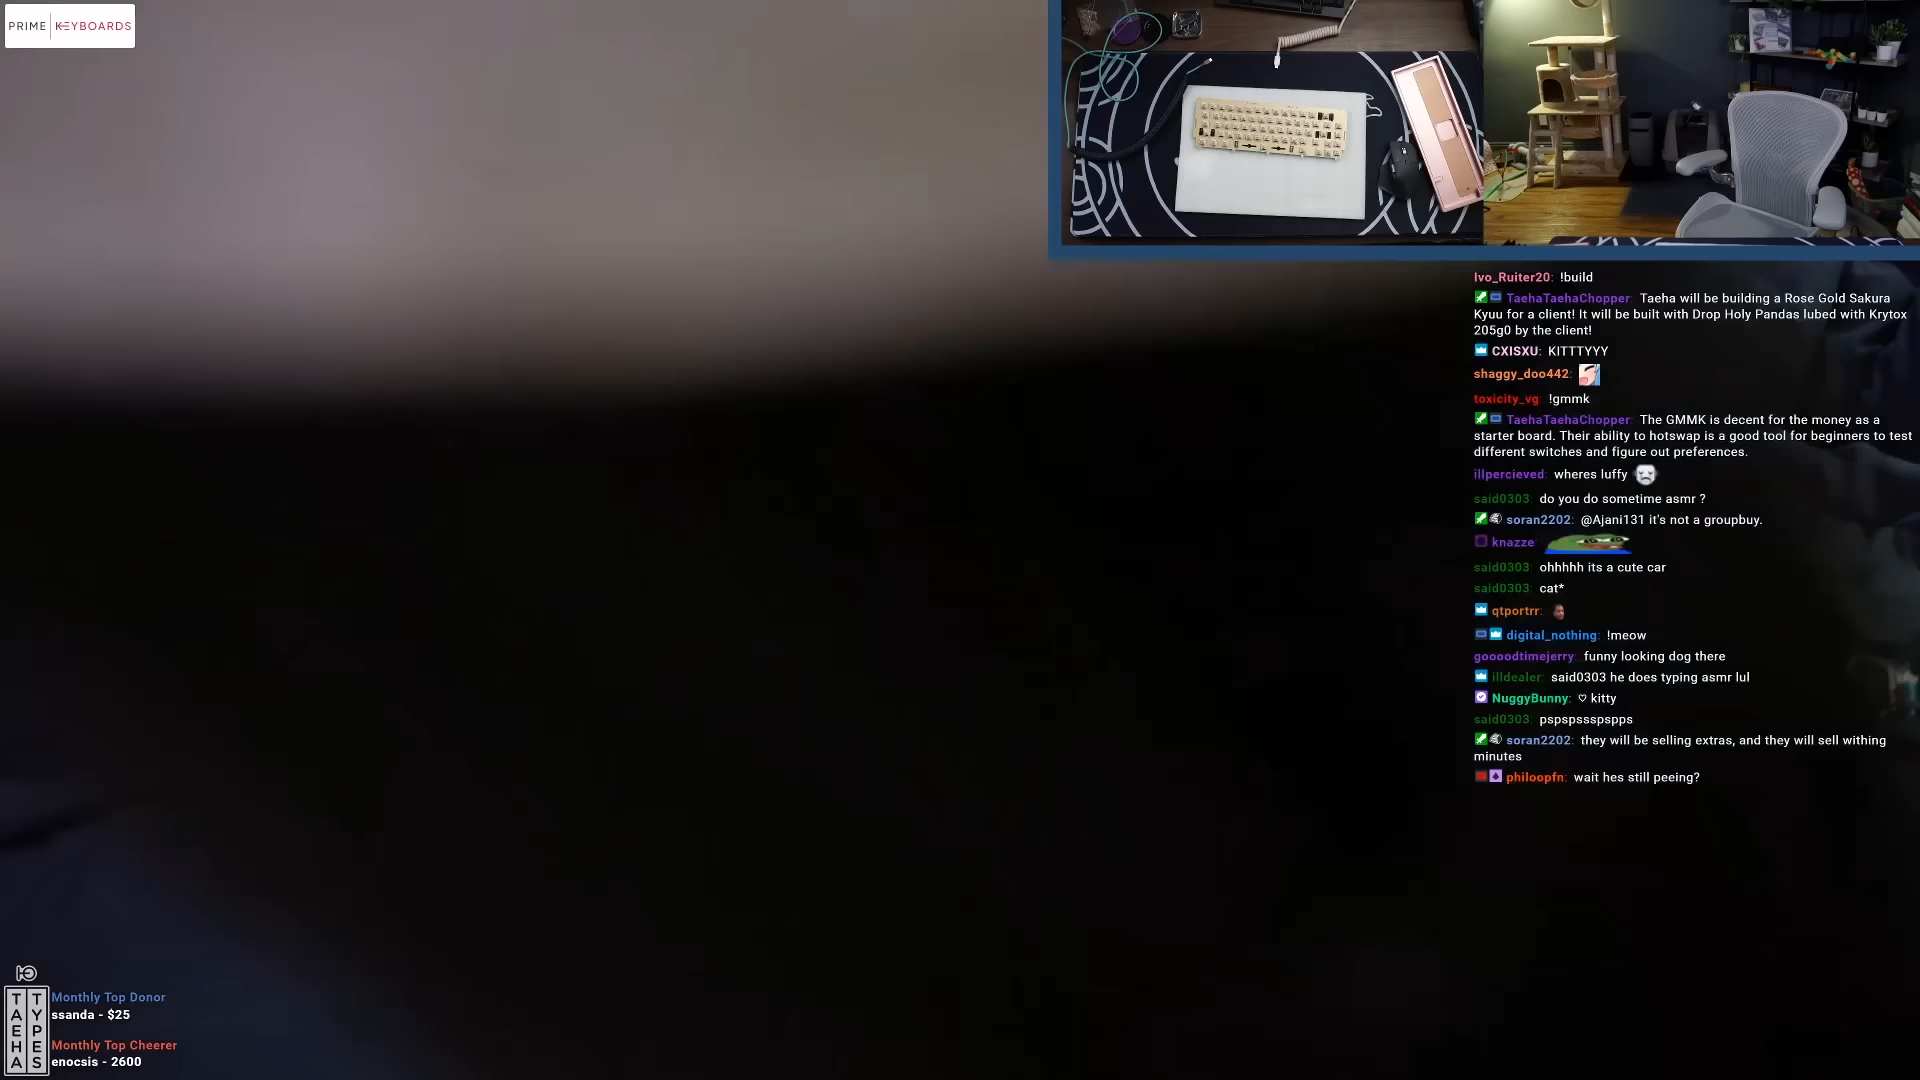 PRIME | KEYBOARDS
Ivo_Ruiter20: !build
TaehaTaehaChopper: Taeha will be building a Rose Gold Sakura
Kyuu for a client! It will be built with Drop Holy Pandas lubed with Krytox
205g0 by the client!
CXISXU: KITTTYYY
shaggy_doo442:
toxicity_vg: !gmmk
TaehaTaehaChopper: The GMMK is decent for the money as a
starter board. Their ability to hotswap is a good tool for beginners to test
different switches and figure out preferences.
illpercieved: wheres luffy
said0303: do you do sometime asmr ?
soran2202: @Ajani131 it's not a groupbuy.
knazze:
said0303: ohhhhh its a cute car
said0303: cat*
qtportrr:
digital_nothing: !meow
goooodtimejerry: funny looking dog there
illdealer: said0303 he does typing asmr lul
NuggyBunny: ♡ kitty
said0303: pspspssspspps
soran2202: they will be selling extras, and they will sell withing
minutes
philoopfn: wait hes still peeing?
TAEHA
TYPES
Monthly Top Donor
ssanda - $25
Monthly Top Cheerer
enocsis - 2600